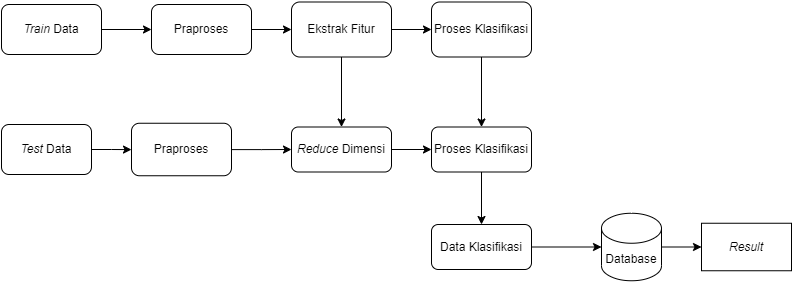 Train Data
Praproses
Ekstrak Fitur
Proses Klasifikasi
Test Data
Praproses
Reduce Dimensi
Proses Klasifikasi
Data Klasifikasi
Database
Result